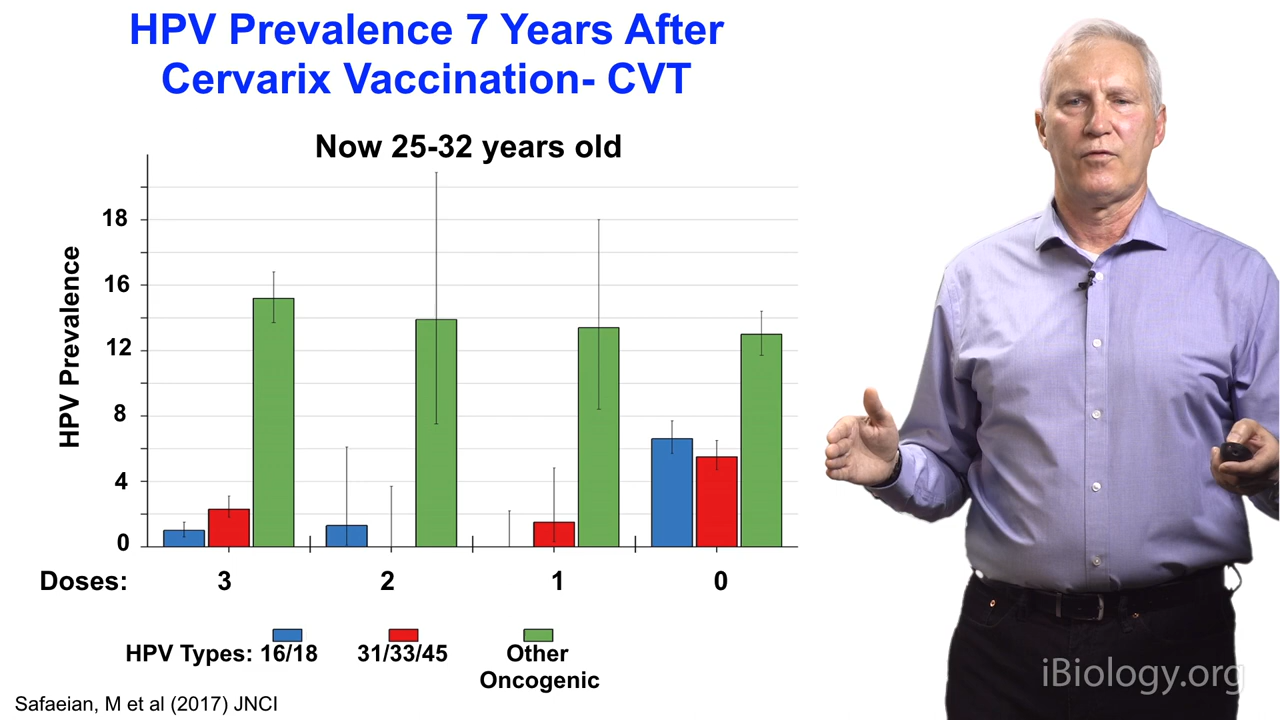 HPV Prevalence 7 Years After
Cervarix Vaccination- CVT
Now 25-32 years old
HPV Prevalence
18
16
12
8
4
0
Doses: 3 2 1 0
HPV Types: 16/18 31/33/45 Other
Oncogenic
Safaeian, M et al (2017) JNCI
iBiology.org